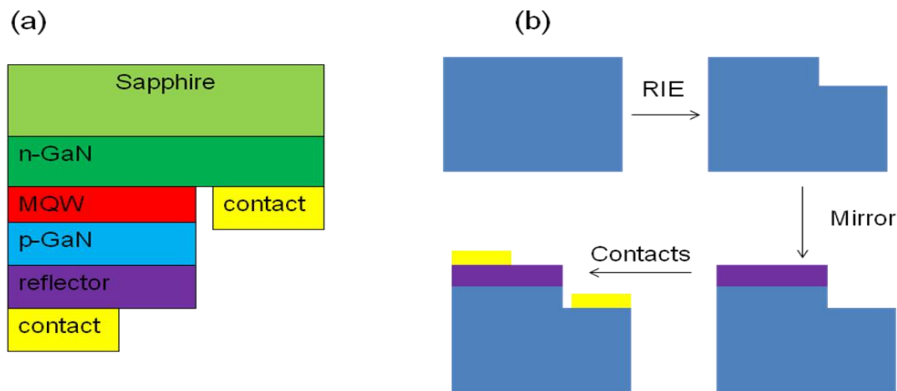 (a)
Sapphire
n-GaN
MQW
contact
p-GaN
reflector
contact
(b)
RIE
Mirror
Contacts